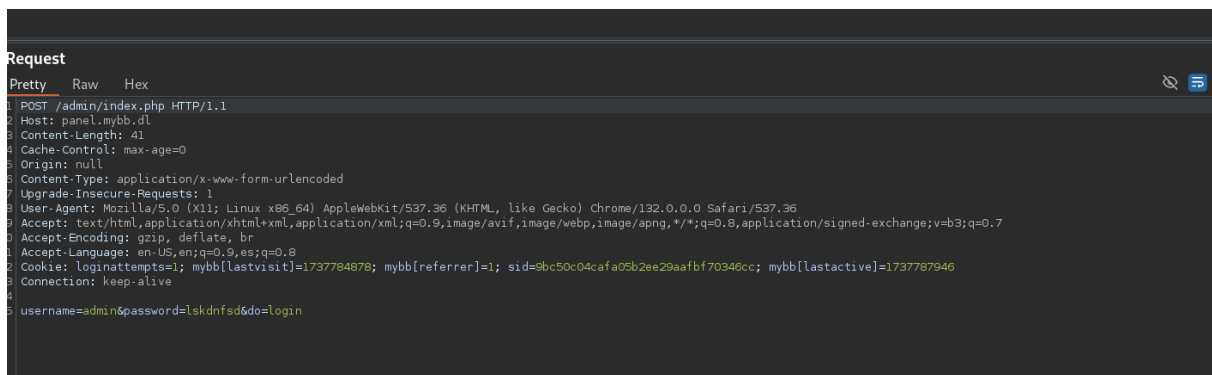 Request
Pretty Raw Hex
1 POST /admin/index.php HTTP/1.1
2 Host: panel.mybb.dl
3 Content-Length: 41
4 Cache-Control: max-age=0
5 Origin: null
6 Content-Type: application/x-www-form-urlencoded
7 Upgrade-Insecure-Requests: 1
8 User-Agent: Mozilla/5.0 (X11; Linux x86_64) AppleWebKit/537.36 (KHTML, like Gecko) Chrome/132.0.0.0 Safari/537.36
9 Accept: text/html,application/xhtml+xml,application/xml;q=0.9,image/avif,image/webp,image/apng,*/*;q=0.8,application/signed-exchange;v=b3;q=0.7
0 Accept-Encoding: gzip, deflate, br
1 Accept-Language: en-US,en;q=0.9,es;q=0.8
2 Cookie: loginattempts=1; mybb[lastvisit]=1737784878; mybb[referrer]=1; sid=9bc50c04cafa05b2ee29aafbf70346cc; mybb[lastactive]=1737787946
3 Connection: keep-alive
4
5 username=admin&password=lskdnfsd&do=login